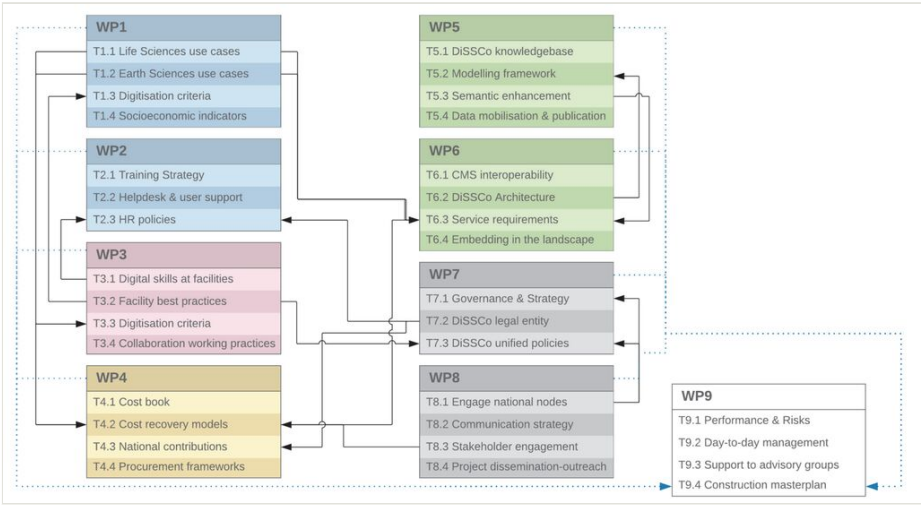 WP1
T1.1 Life Sciences use cases
T1.2 Earth Sciences use cases
T1.3 Digitisation criteria
T1.4 Socioeconomic indicators
WP2
T2.1 Training Strategy
T2.2 Helpdesk & user support
T2.3 HR policies
WP3
T3.1 Digital skills at facilities
T3.2 Facility best practices
T3.3 Digitisation criteria
T3.4 Collaboration working practices
WP4
T4.1 Cost book
T4.2 Cost recovery models
T4.3 National contributions
T4.4 Procurement frameworks
WP5
T5.1 DiSSCo knowledgebase
T5.2 Modelling framework
T5.3 Semantic enhancement
T5.4 Data mobilisation & publication
WP6
T6.1 CMS interoperability
T6.2 DiSSCo Architecture
T6.3 Service requirements
T6.4 Embedding in the landscape
WP7
T7.1 Governance & Strategy
T7.2 DiSSCo legal entity
T7.3 DiSSCo unified policies
WP8
T8.1 Engage national nodes
T8.2 Communication strategy
T8.3 Stakeholder engagement
T8.4 Project dissemination-outreach
WP9
T9.1 Performance & Risks
T9.2 Day-to-day management
T9.3 Support to advisory groups
T9.4 Construction masterplan